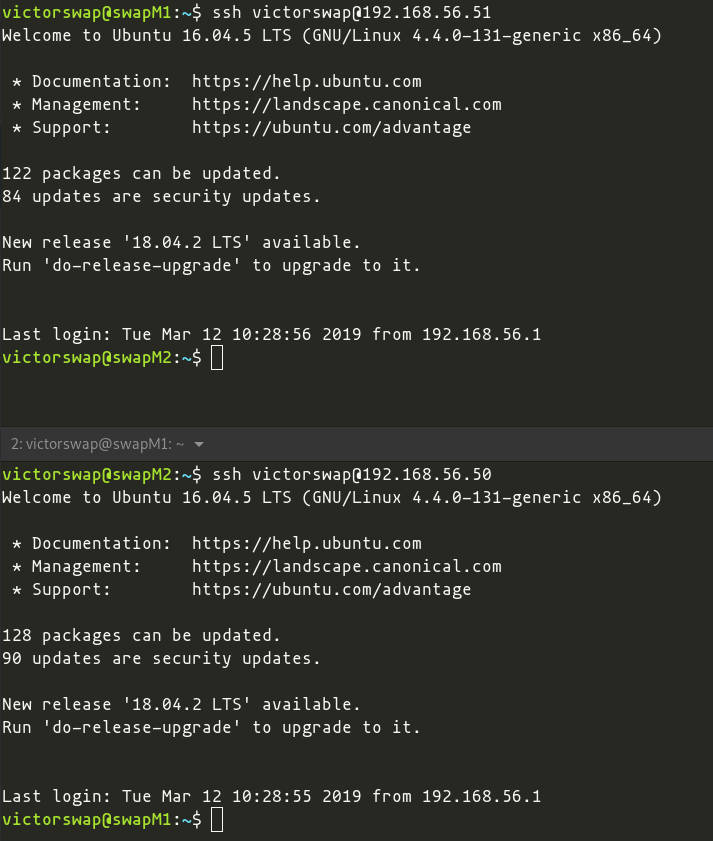 victorswap@swapM1:~$ ssh victorswap@192.168.56.51
Welcome to Ubuntu 16.04.5 LTS (GNU/Linux 4.4.0-131-generic x86_64)
* Documentation:  https://help.ubuntu.com
* Management:     https://landscape.canonical.com
* Support:        https://ubuntu.com/advantage
122 packages can be updated.
84 updates are security updates.
New release '18.04.2 LTS' available.
Run 'do-release-upgrade' to upgrade to it.
Last login: Tue Mar 12 10:28:56 2019 from 192.168.56.1
victorswap@swapM2:~$
2: victorswap@swapM1: ~
victorswap@swapM2:~$ ssh victorswap@192.168.56.50
Welcome to Ubuntu 16.04.5 LTS (GNU/Linux 4.4.0-131-generic x86_64)
* Documentation:  https://help.ubuntu.com
* Management:     https://landscape.canonical.com
* Support:        https://ubuntu.com/advantage
128 packages can be updated.
90 updates are security updates.
New release '18.04.2 LTS' available.
Run 'do-release-upgrade' to upgrade to it.
Last login: Tue Mar 12 10:28:55 2019 from 192.168.56.1
victorswap@swapM1:~$